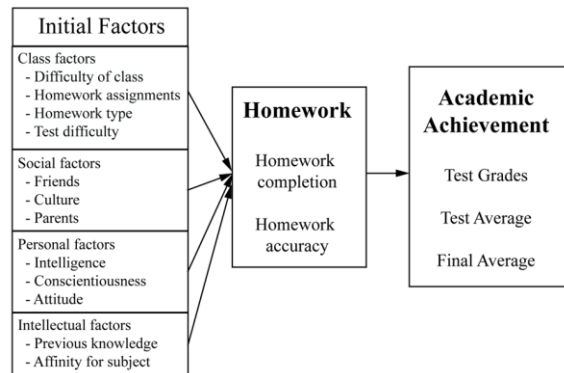 Initial Factors
Class factors
- Difficulty of class
- Homework assignments
- Homework type
- Test difficulty
Social factors
- Friends
- Culture
- Parents
Personal factors
- Intelligence
- Conscientiousness
- Attitude
Intellectual factors
- Previous knowledge
- Affinity for subject
Homework
Homework
completion
Homework
accuracy
Academic
Achievement
Test Grades
Test Average
Final Average